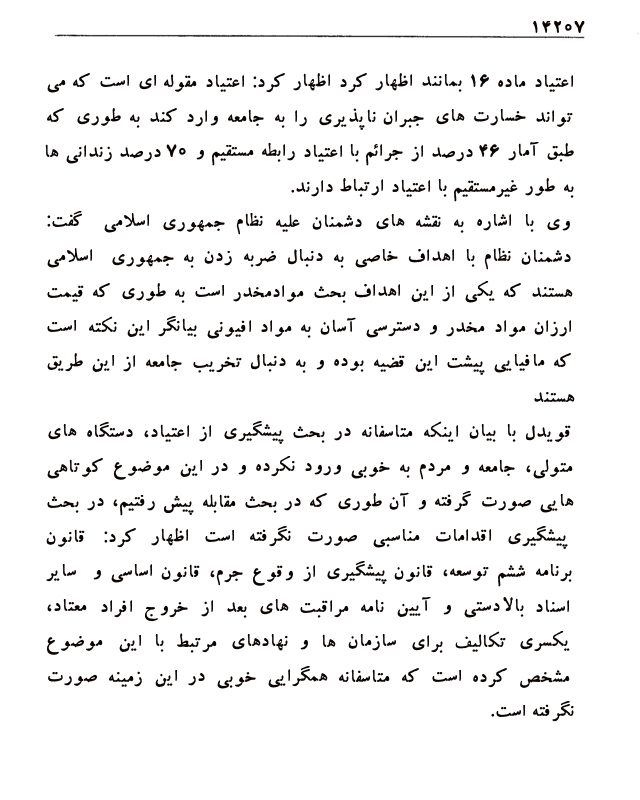 ۱۴۲۰۷
اعتیاد ماده ۱۶ بمانند اظهار کرد اظهار کرد: اعتیاد مقوله ای است که می
تواند خسارت های جبران ناپذیری را به جامعه وارد کند به طوری که
طبق آمار ۴۶ درصد از جرائم با اعتیاد رابطه مستقیم و ۷۰ درصد زندانی ها
به طور غیرمستقیم با اعتیاد ارتباط دارند.
وی با اشاره به نقشه های دشمنان علیه نظام جمهوری اسلامی گفت:
دشمنان نظام با اهداف خاصی به دنبال ضربه زدن به جمهوری اسلامی
هستند که یکی از این اهداف بحث موادمخدر است به طوری که قیمت
ارزان مواد مخدر و دسترسی آسان به مواد افیونی بیانگر این نکته است
که مافیایی پیشت این قضیه بوده و به دنبال تخریب جامعه از این طریق
هستند
قویدل با بیان اینکه متاسفانه در بحث پیشگیری از اعتیاد، دستگاه های
متولی، جامعه و مردم به خوبی ورود نکرده و در این موضوع کوتاهی
هایی صورت گرفته و آن طوری که در بحث مقابله پیش رفتیم، در بحث
پیشگیری اقدامات مناسبی صورت نگرفته است اظهار کرد: قانون
برنامه ششم توسعه، قانون پیشگیری از وقوع جرم، قانون اساسی و سایر
اسناد بالادستی و آیین نامه مراقبت های بعد از خروج افراد معتاد،
یکسری تکالیف برای سازمان ها و نهادهای مرتبط با این موضوع
مشخص کرده است که متاسفانه همگرایی خوبی در این زمینه صورت
نگرفته است.